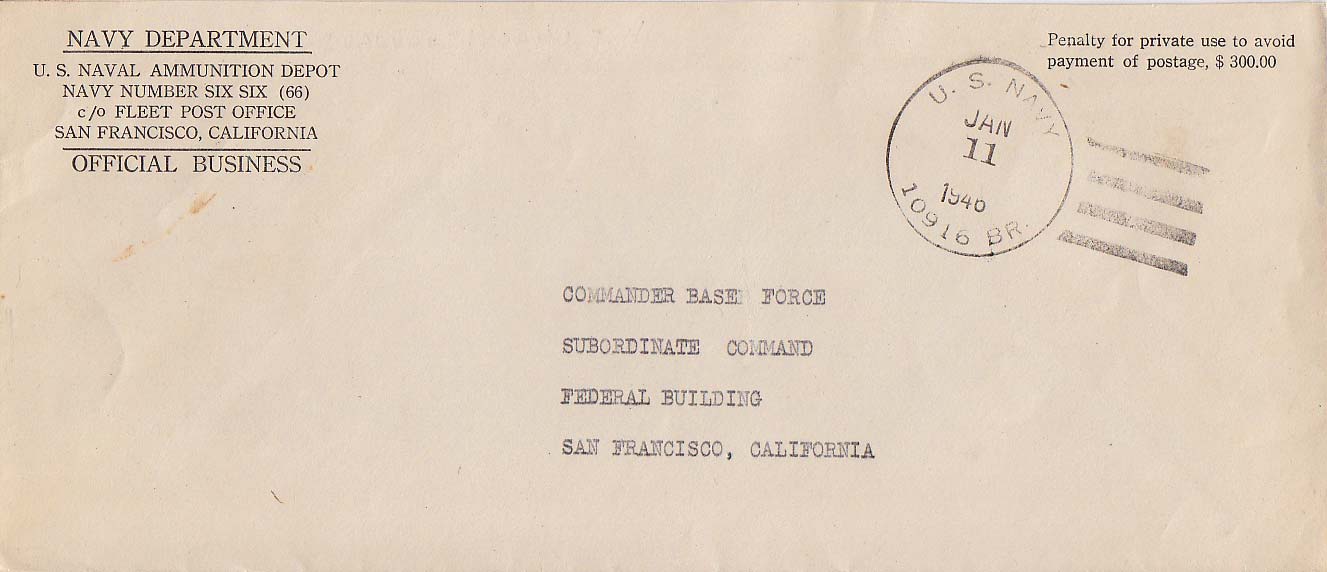 NAVY DEPARTMENT
U. S. NAVAL AMMUNITION DEPOT
NAVY NUMBER SIX SIX (66)
c/o FLEET POST OFFICE
SAN FRANCISCO, CALIFORNIA
OFFICIAL BUSINESS
Penalty for private use to avoid
payment of postage, $ 300.00
U. S. NAVY
JAN
11
1946
10916 BR.
COMMANDER BASE FORCE
SUBORDINATE COMMAND
FEDERAL BUILDING
SAN FRANCISCO, CALIFORNIA